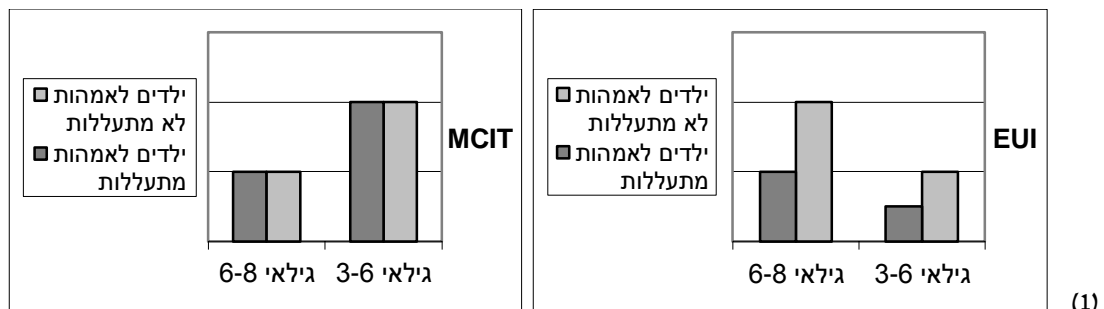 EUI
ילדים לאמהות
לא מתעללות
ילדים לאמהות
מתעללות
גילאי 3-6
גילאי 6-8
MCIT
ילדים לאמהות
לא מתעללות
ילדים לאמהות
מתעללות
גילאי 3-6
גילאי 6-8
(1)